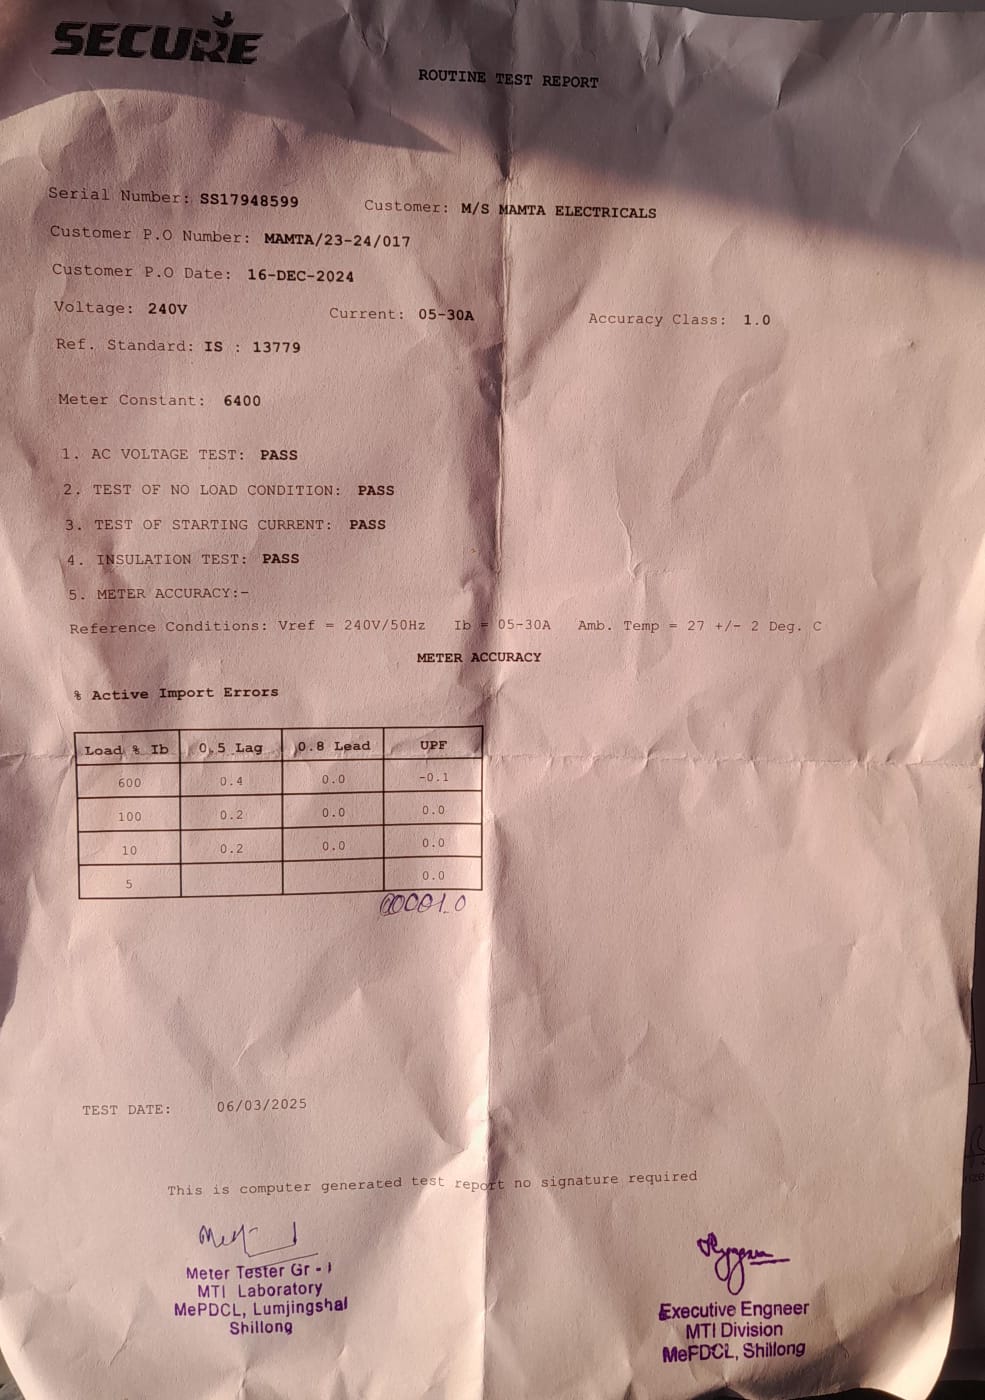 SECURE
ROUTINE TEST REPORT
Serial Number: SS17948599 Customer: M/S MAMTA ELECTRICALS
Customer P.O Number: MAMTA/23-24/017
Customer P.O Date: 16-DEC-2024
Voltage: 240V Current: 05-30A Accuracy Class: 1.0
Ref. Standard: IS : 13779
Meter Constant: 6400
1. AC VOLTAGE TEST: PASS
2. TEST OF NO LOAD CONDITION: PASS
3. TEST OF STARTING CURRENT: PASS
4. INSULATION TEST: PASS
5. METER ACCURACY:-
Reference Conditions: Vref = 240V/50Hz Ib = 05-30A Amb. Temp = 27 +/- 2 Deg. C
METER ACCURACY
% Active Import Errors
Load % Ib 0.5 Lag 0.8 Lead UPF
600 0.4 0.0 -0.1
100 0.2 0.0 0.0
10 0.2 0.0 0.0
5 0.0
00001.0
TEST DATE: 06/03/2025
This is computer generated test report no signature required
Meter Tester Gr - I
MTI Laboratory
MePDCL, Lumjingshai
Shillong
Executive Engneer
MTI Division
MePDCL, Shillong